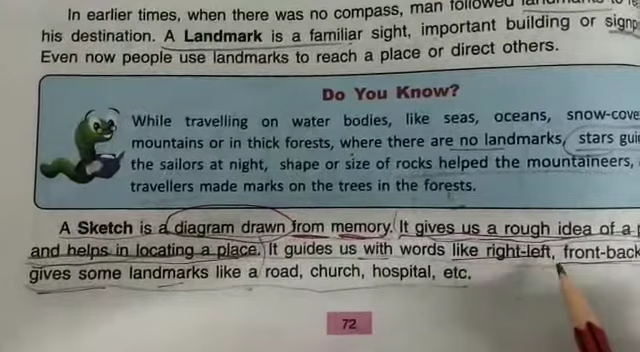 In earlier times, when there was no compass, man followed landmarks to
his destination. A Landmark is a familiar sight, important building or
Even now people use landmarks to reach a place or direct others.
Do You Know?
While travelling on water bodies, like seas, oceans,
mountains or in thick forests, where there are no landmarks, stars
the sailors at night, shape or size of rocks helped the mountaineers,
travellers made marks on the trees in the forests.
A Sketch is a diagram drawn from memory. It gives us a rough idea of a
and helps in locating a place. It guides us with words like right-left, front-back
gives some landmarks like a road, church, hospital, etc.
72